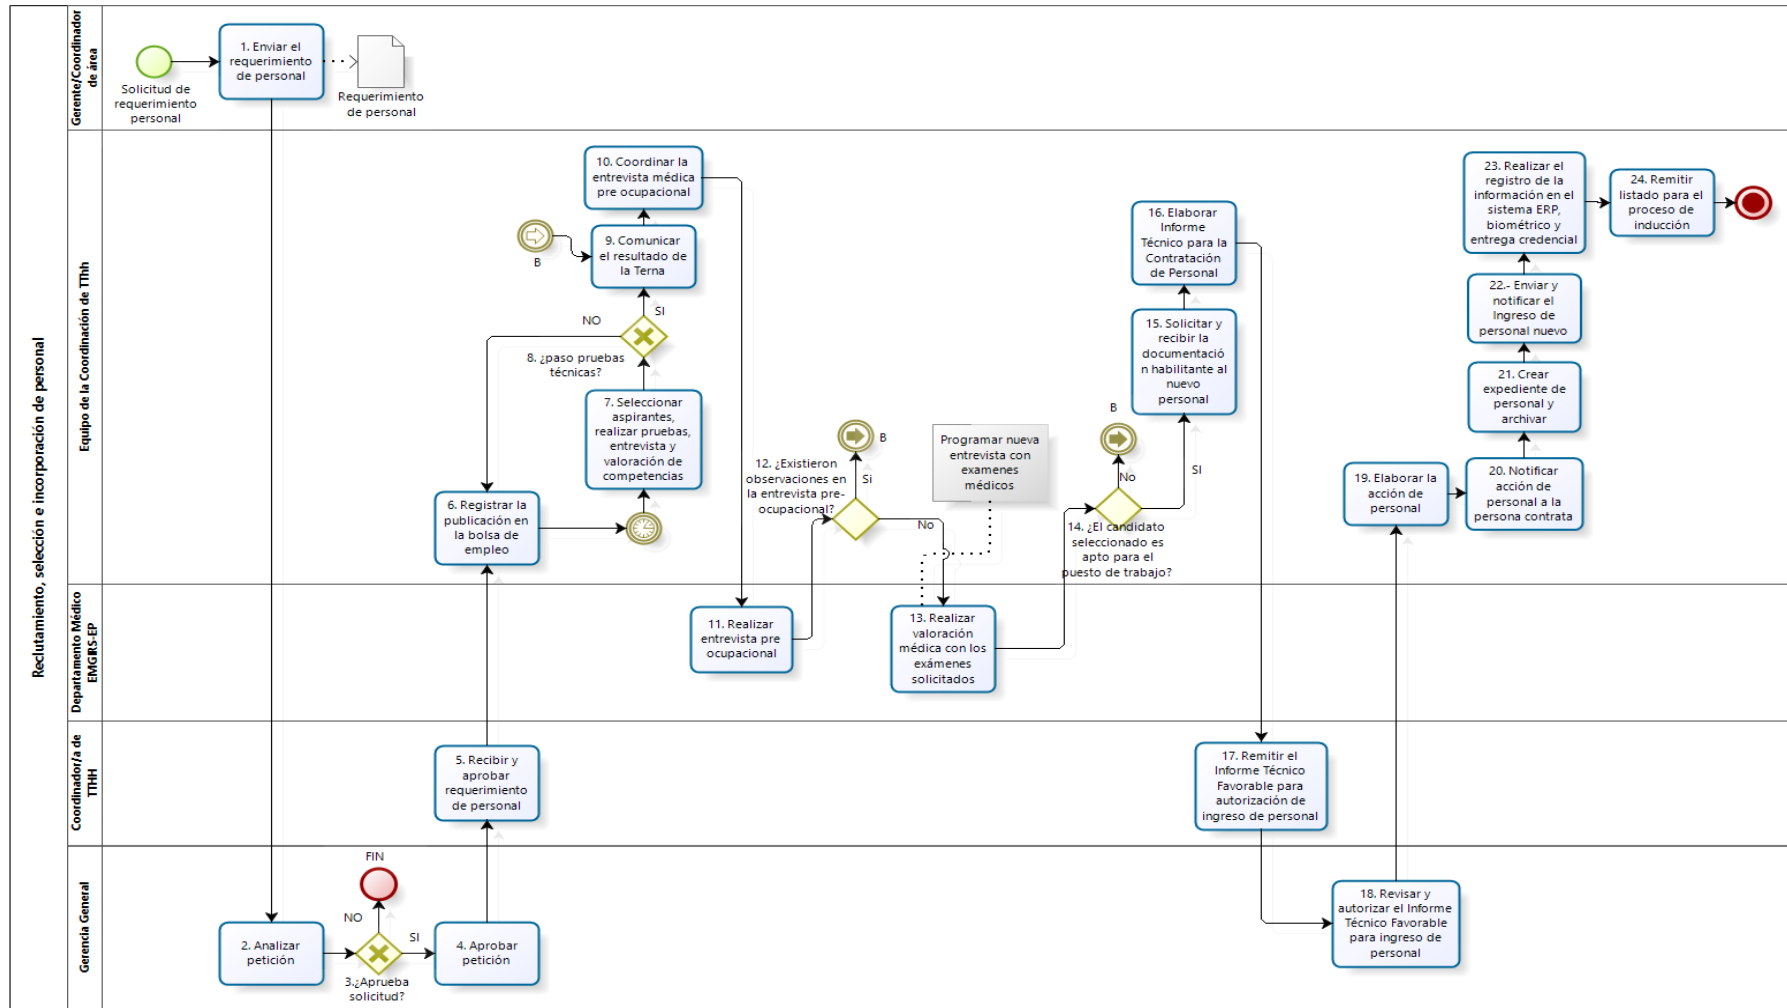 Reclutamiento, selección e incorporación de personal
Gerente/Coordinador
de área
Solicitud de
requerimiento
personal
1. Enviar el
requerimiento
de personal
Requerimiento
de personal
Equipo de la Coordinación de TThh
10. Coordinar la
entrevista médica
pre ocupacional
B
9. Comunicar
el resultado de
la Terna
SI
NO
8. ¿paso pruebas
técnicas?
7. Seleccionar
aspirantes,
realizar pruebas,
entrevista y
valoración de
competencias
6. Registrar la
publicación en
la bolsa de
empleo
B
12. ¿Existieron
observaciones en
la entrevista pre-
ocupacional?
Si
No
Programar nueva
entrevista con
examenes
médicos
B
No
SI
14. ¿El candidato
seleccionado es
apto para el
puesto de trabajo?
16. Elaborar
Informe
Técnico para la
Contratación
de Personal
15. Solicitar y
recibir la
documentació
n habilitante al
nuevo
personal
23. Realizar el
registro de la
información en el
sistema ERP,
biométrico y
entrega credencial
24. Remitir
listado para el
proceso de
inducción
22.- Enviar y
notificar el
Ingreso de
personal nuevo
21. Crear
expediente de
personal y
archivar
19. Elaborar la
acción de
personal
20. Notificar
acción de
personal a la
persona contrata
Departamento Médico
EMGIRS-EP
11. Realizar
entrevista pre
ocupacional
13. Realizar
valoración
médica con los
exámenes
solicitados
Coordinador/a de
TTHH
5. Recibir y
aprobar
requerimiento
de personal
17. Remitir el
Informe Técnico
Favorable para
autorización de
ingreso de personal
Gerencia General
FIN
NO
SI
2. Analizar
petición
3.¿Aprueba
solicitud?
4. Aprobar
petición
18. Revisar y
autorizar el Informe
Técnico Favorable
para ingreso de
personal